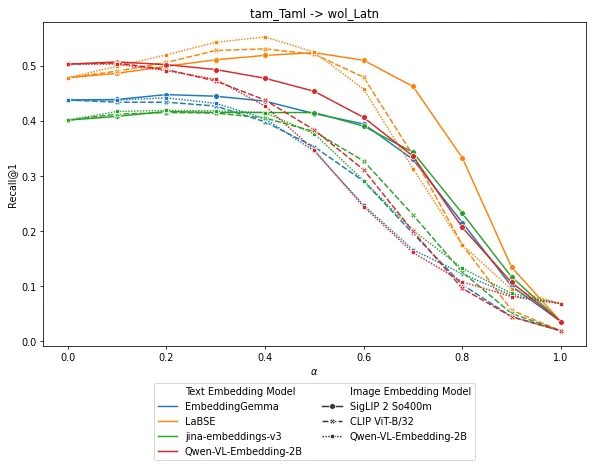 tam_Taml -> wol_Latn
Recall@1
0.5
0.4
0.3
0.2
0.1
0.0
0.0 0.2 0.4 0.6 0.8 1.0
α
Text Embedding Model Image Embedding Model
EmbeddingGemma SigLIP 2 So400m
LaBSE CLIP ViT-B/32
jina-embeddings-v3 Qwen-VL-Embedding-2B
Qwen-VL-Embedding-2B